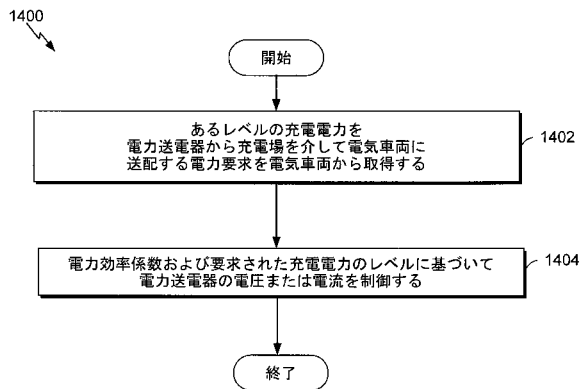 1400
開始
あるレベルの充電電力を
電力送電器から充電場を介して電気車両に
送配する電力要求を電気車両から取得する
1402
電力効率係数および要求された充電電力のレベルに基づいて
電力送電器の電圧または電流を制御する
1404
終了